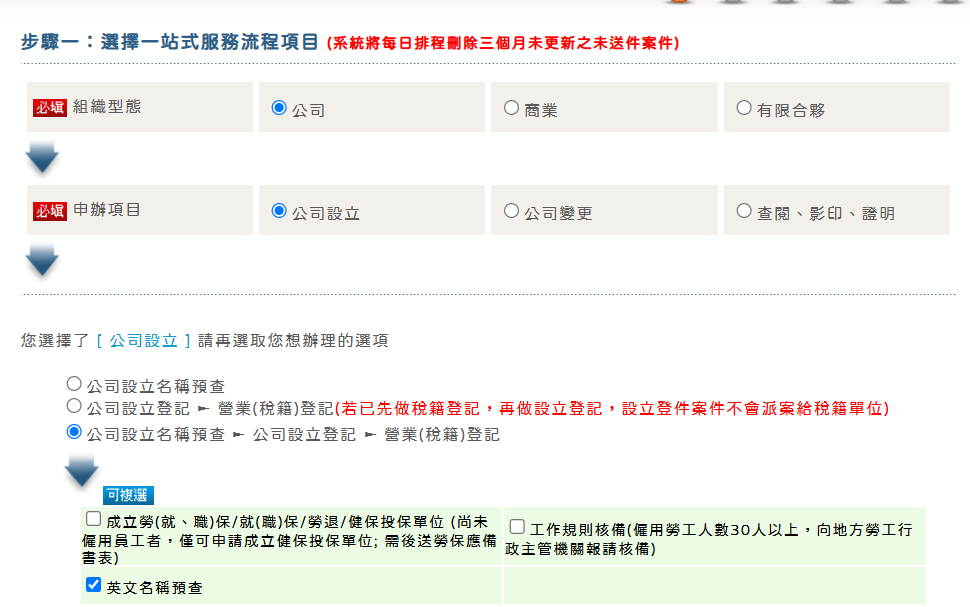 步驟一：選擇一站式服務流程項目 (系統將每日排程刪除三個月未更新之未送件案件)
必填 組織型態 公司 商業 有限合夥
必填 申辦項目 公司設立 公司變更 查閱、影印、證明
您選擇了 [ 公司設立 ] 請再選取您想辦理的選項
公司設立名稱預查
公司設立登記 ► 營業(稅籍)登記(若已先做稅籍登記，再做設立登記，設立登件案件不會派案給稅籍單位)
公司設立名稱預查 ► 公司設立登記 ► 營業(稅籍)登記
可複選
成立勞(就、職)保/就(職)保/勞退/健保投保單位 (尚未
僱用員工者，僅可申請成立健保投保單位; 需後送勞保應備
書表)
工作規則核備(僱用勞工人數30人以上，向地方勞工行
政主管機關報請核備)
英文名稱預查